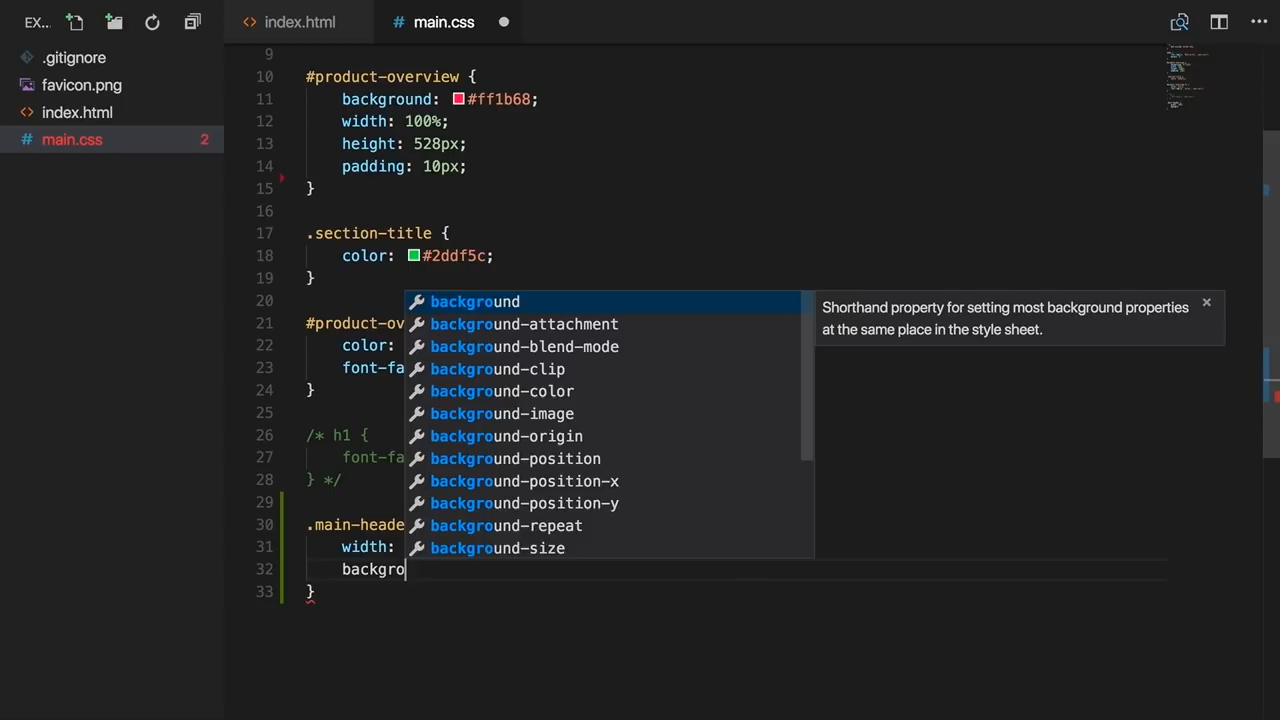 EX...
index.html
# main.css
...
.gitignore
favicon.png
index.html
# main.css 2
9
10 #product-overview {
11 background: #ff1b68;
12 width: 100%;
13 height: 528px;
14 padding: 10px;
15 }
16
17 .section-title {
18 color: #2ddf5c;
19 }
20
21 #product-ov
22 color:
23 font-fa
24 }
25
26 /* h1 {
27 font-fa
28 } */
29
30 .main-heade
31 width:
32 backgro
33 }
background
background-attachment
background-blend-mode
background-clip
background-color
background-image
background-origin
background-position
background-position-x
background-position-y
background-repeat
background-size
Shorthand property for setting most background properties
at the same place in the style sheet.